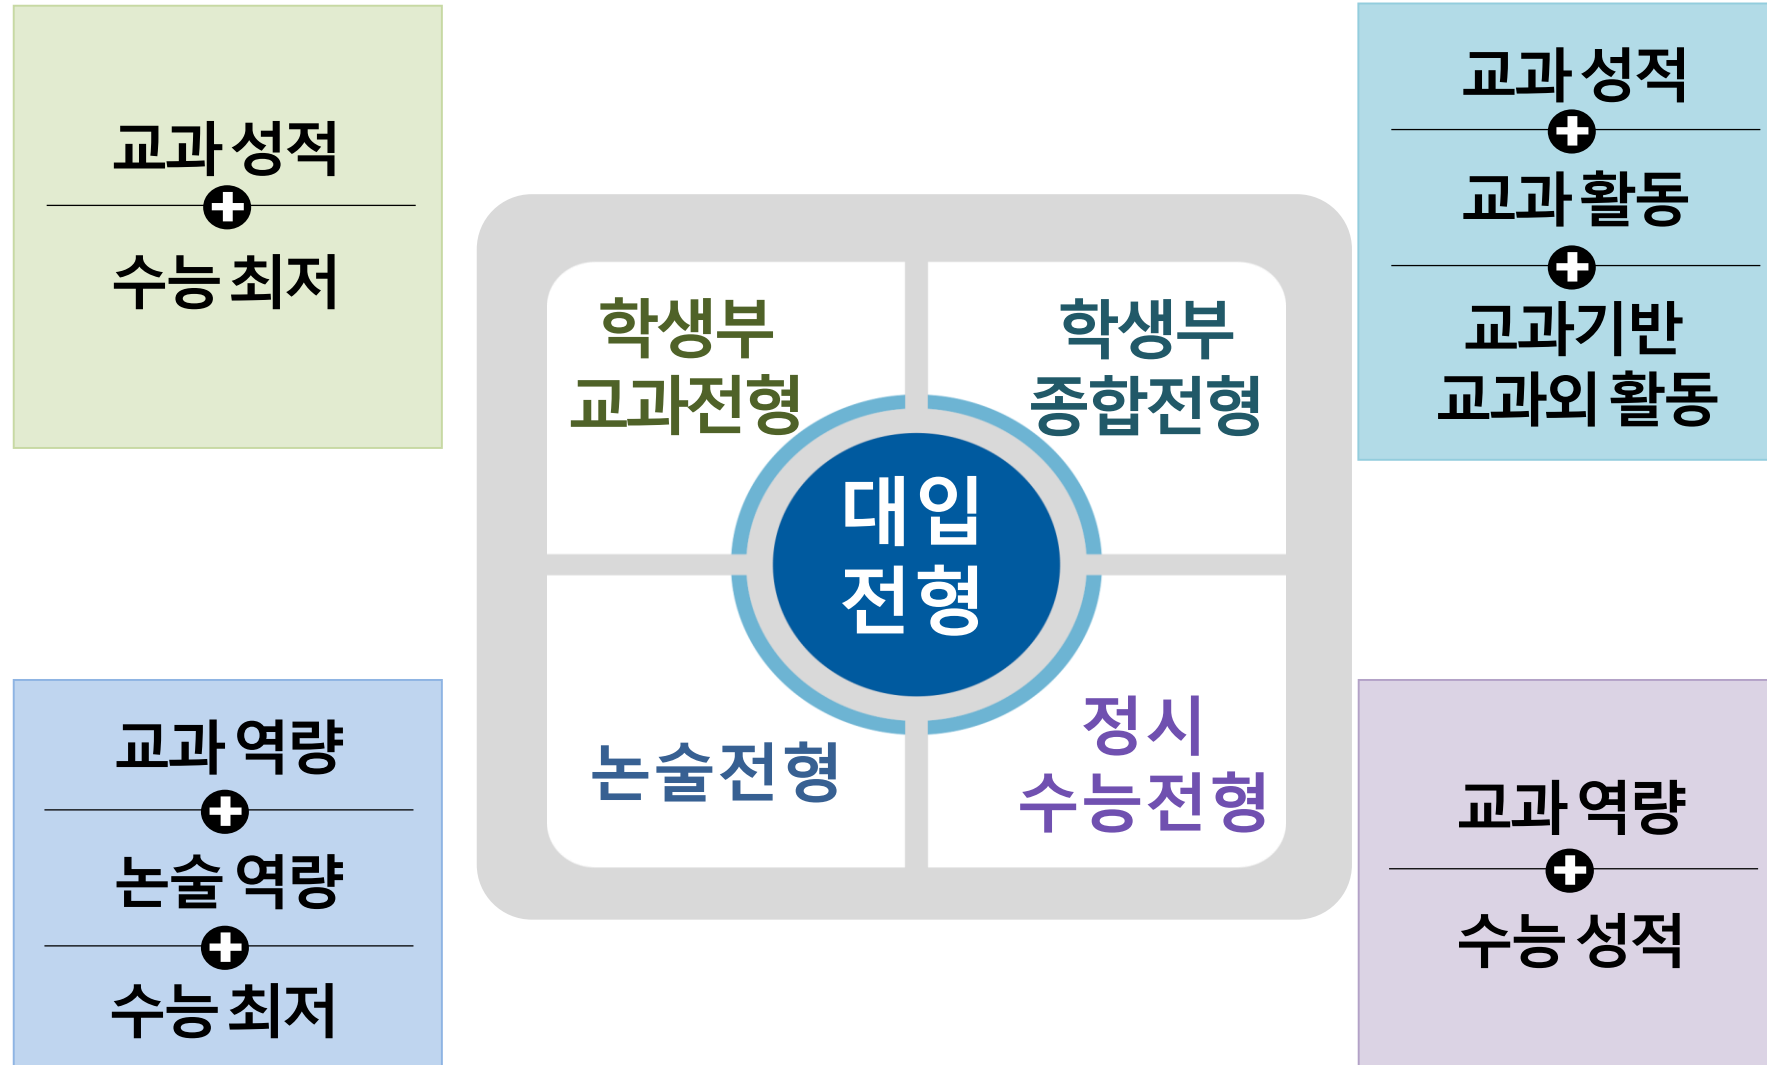 교과 성적
수능 최저
교과 성적
교과 활동
교과기반
교과외 활동
학생부
교과전형
학생부
종합전형
대입
전형
논술전형
정시
수능전형
교과 역량
논술 역량
수능 최저
교과 역량
수능 성적